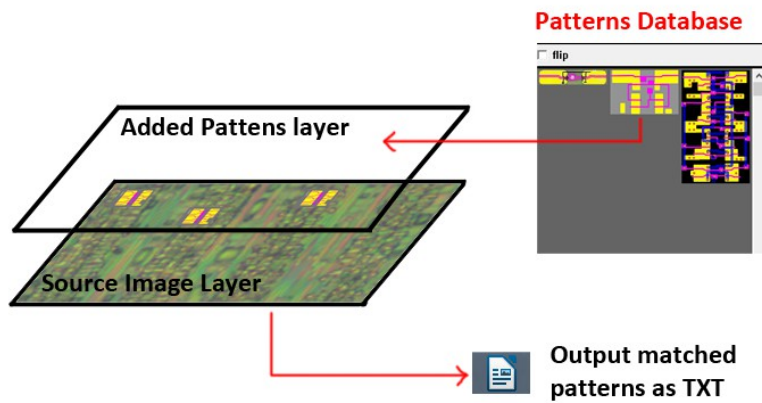 Patterns Database
flip
Added Pattens layer
Source Image Layer
Output matched
patterns as TXT